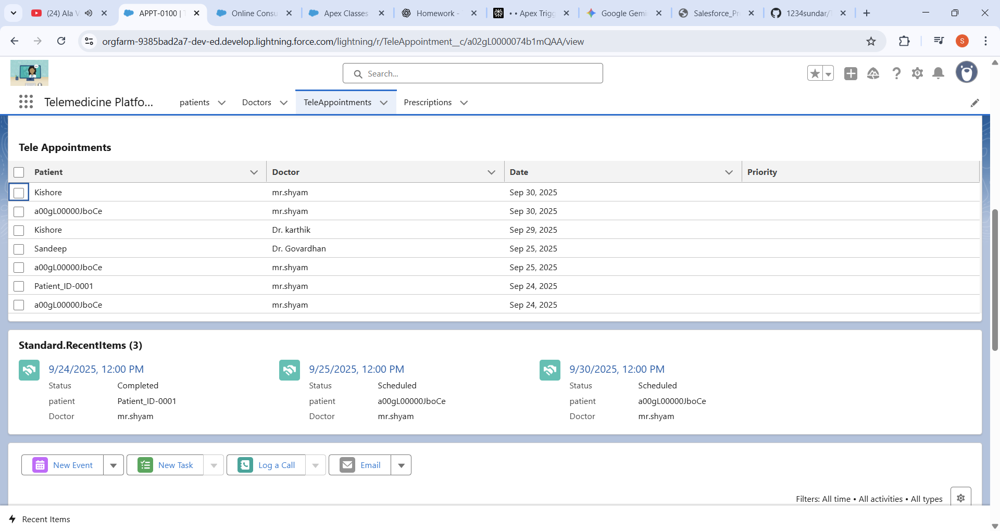 (24) Ala V
APPT-0100 | T
Online Consu
Apex Classes
Homework -
• • Apex Trigg
Google Gemi
Salesforce_Pr
1234sundar/T
orgfarm-9385bad2a7-dev-ed.develop.lightning.force.com/lightning/r/TeleAppointment__c/a02gL0000074b1mQAA/view
S
Search...
Telemedicine Platfo...
patients
Doctors
TeleAppointments
Prescriptions
Tele Appointments
Patient Doctor Date Priority
Kishore mr.shyam Sep 30, 2025
a00gL00000JboCe mr.shyam Sep 30, 2025
Kishore Dr. karthik Sep 29, 2025
Sandeep Dr. Govardhan Sep 25, 2025
a00gL00000JboCe mr.shyam Sep 25, 2025
Patient_ID-0001 mr.shyam Sep 24, 2025
a00gL00000JboCe mr.shyam Sep 24, 2025
Standard.RecentItems (3)
9/24/2025, 12:00 PM
Status Completed
patient Patient_ID-0001
Doctor mr.shyam
9/25/2025, 12:00 PM
Status Scheduled
patient a00gL00000JboCe
Doctor mr.shyam
9/30/2025, 12:00 PM
Status Scheduled
patient a00gL00000JboCe
Doctor mr.shyam
New Event
New Task
Log a Call
Email
Filters: All time • All activities • All types
Recent Items